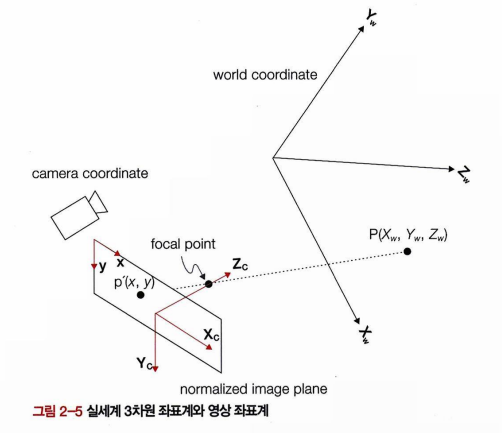 Y_w
world coordinate
Z_w
camera coordinate
P(X_w, Y_w, Z_w)
focal point
x
y
Z_C
p´(x, y)
X_C
X_w
Y_C
normalized image plane
그림 2–5 실세계 3차원 좌표계와 영상 좌표계